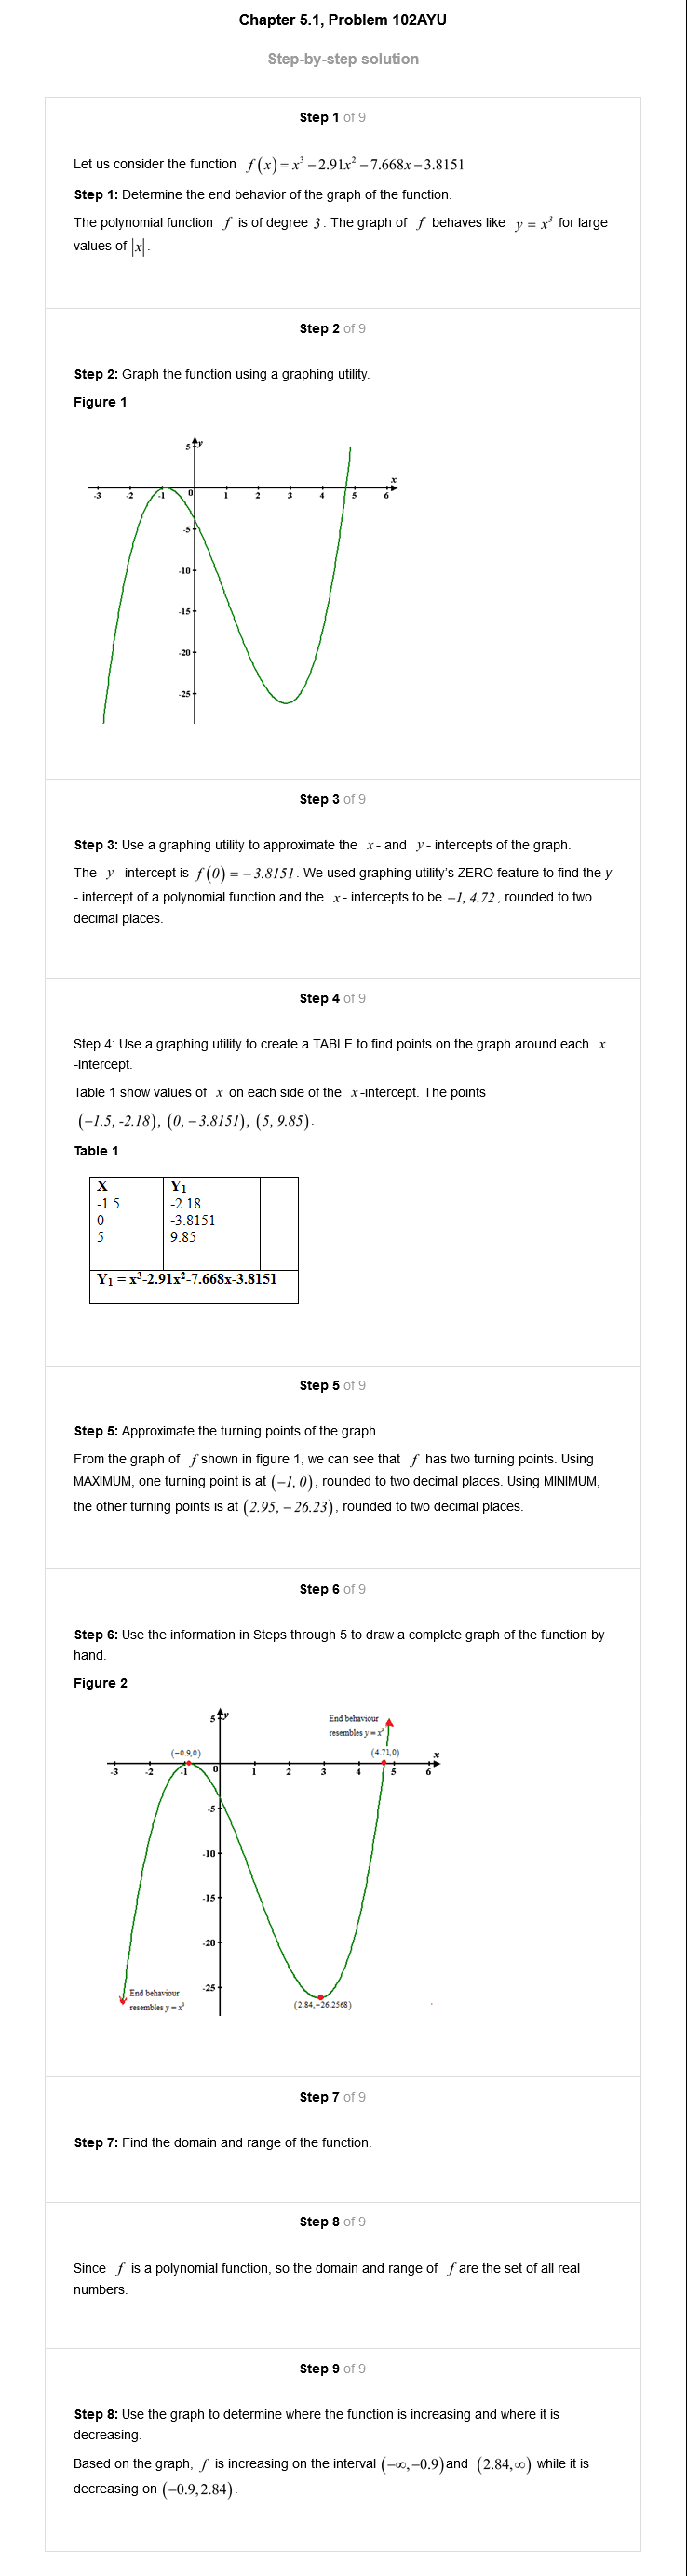 Chapter 5.1, Problem 102AYU
Step-by-step solution
Step 1 of 9
Let us consider the function f(x) = x³ – 2.91x² – 7.668x – 3.8151
Step 1: Determine the end behavior of the graph of the function.
The polynomial function f is of degree 3. The graph of f behaves like y = x³ for large
values of |x|.
Step 2 of 9
Step 2: Graph the function using a graphing utility.
Figure 1
5 y
x
-3 -2 -1 0 1 2 3 4 5 6
-5
-10
-15
-20
-25
Step 3 of 9
Step 3: Use a graphing utility to approximate the x- and y- intercepts of the graph.
The y- intercept is f(0) = –3.8151. We used graphing utility's ZERO feature to find the y
- intercept of a polynomial function and the x- intercepts to be –1, 4.72, rounded to two
decimal places.
Step 4 of 9
Step 4: Use a graphing utility to create a TABLE to find points on the graph around each x
-intercept.
Table 1 show values of x on each side of the x-intercept. The points
(–1.5, -2.18), (0, –3.8151), (5, 9.85).
Table 1
X Y₁
-1.5 -2.18
0 -3.8151
5 9.85
Y₁ = x³-2.91x²-7.668x-3.8151
Step 5 of 9
Step 5: Approximate the turning points of the graph.
From the graph of f shown in figure 1, we can see that f has two turning points. Using
MAXIMUM, one turning point is at (–1, 0), rounded to two decimal places. Using MINIMUM,
the other turning points is at (2.95, –26.23), rounded to two decimal places.
Step 6 of 9
Step 6: Use the information in Steps through 5 to draw a complete graph of the function by
hand.
Figure 2
5 y
End behaviour
resembles y = x³
(-0.9,0)
(4.71,0)
x
-3 -2 -1 0 1 2 3 4 5 6
-5
-10
-15
-20
-25
End behaviour
resembles y = x³
(2.84,-26.2568)
Step 7 of 9
Step 7: Find the domain and range of the function.
Step 8 of 9
Since f is a polynomial function, so the domain and range of f are the set of all real
numbers.
Step 9 of 9
Step 8: Use the graph to determine where the function is increasing and where it is
decreasing.
Based on the graph, f is increasing on the interval (–∞,–0.9)and (2.84,∞) while it is
decreasing on (–0.9,2.84).